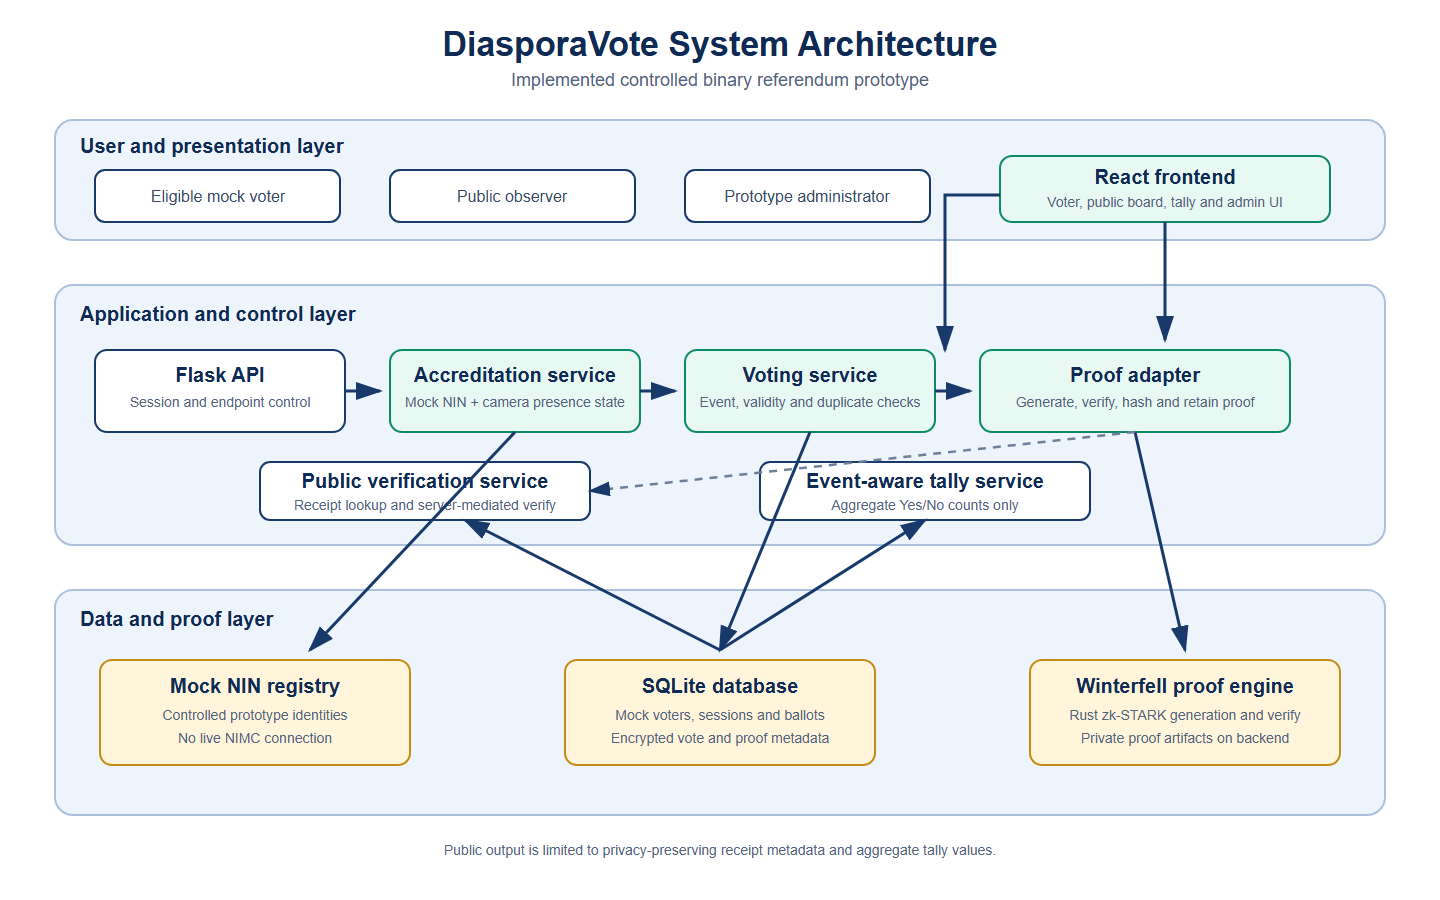 DiasporaVote System Architecture
Implemented controlled binary referendum prototype
User and presentation layer
Eligible mock voter
Public observer
Prototype administrator
React frontend
Voter, public board, tally and admin UI
Application and control layer
Flask API
Session and endpoint control
Accreditation service
Mock NIN + camera presence state
Voting service
Event, validity and duplicate checks
Proof adapter
Generate, verify, hash and retain proof
Public verification service
Receipt lookup and server-mediated verify
Event-aware tally service
Aggregate Yes/No counts only
Data and proof layer
Mock NIN registry
Controlled prototype identities
No live NIMC connection
SQLite database
Mock voters, sessions and ballots
Encrypted vote and proof metadata
Winterfell proof engine
Rust zk-STARK generation and verify
Private proof artifacts on backend
Public output is limited to privacy-preserving receipt metadata and aggregate tally values.